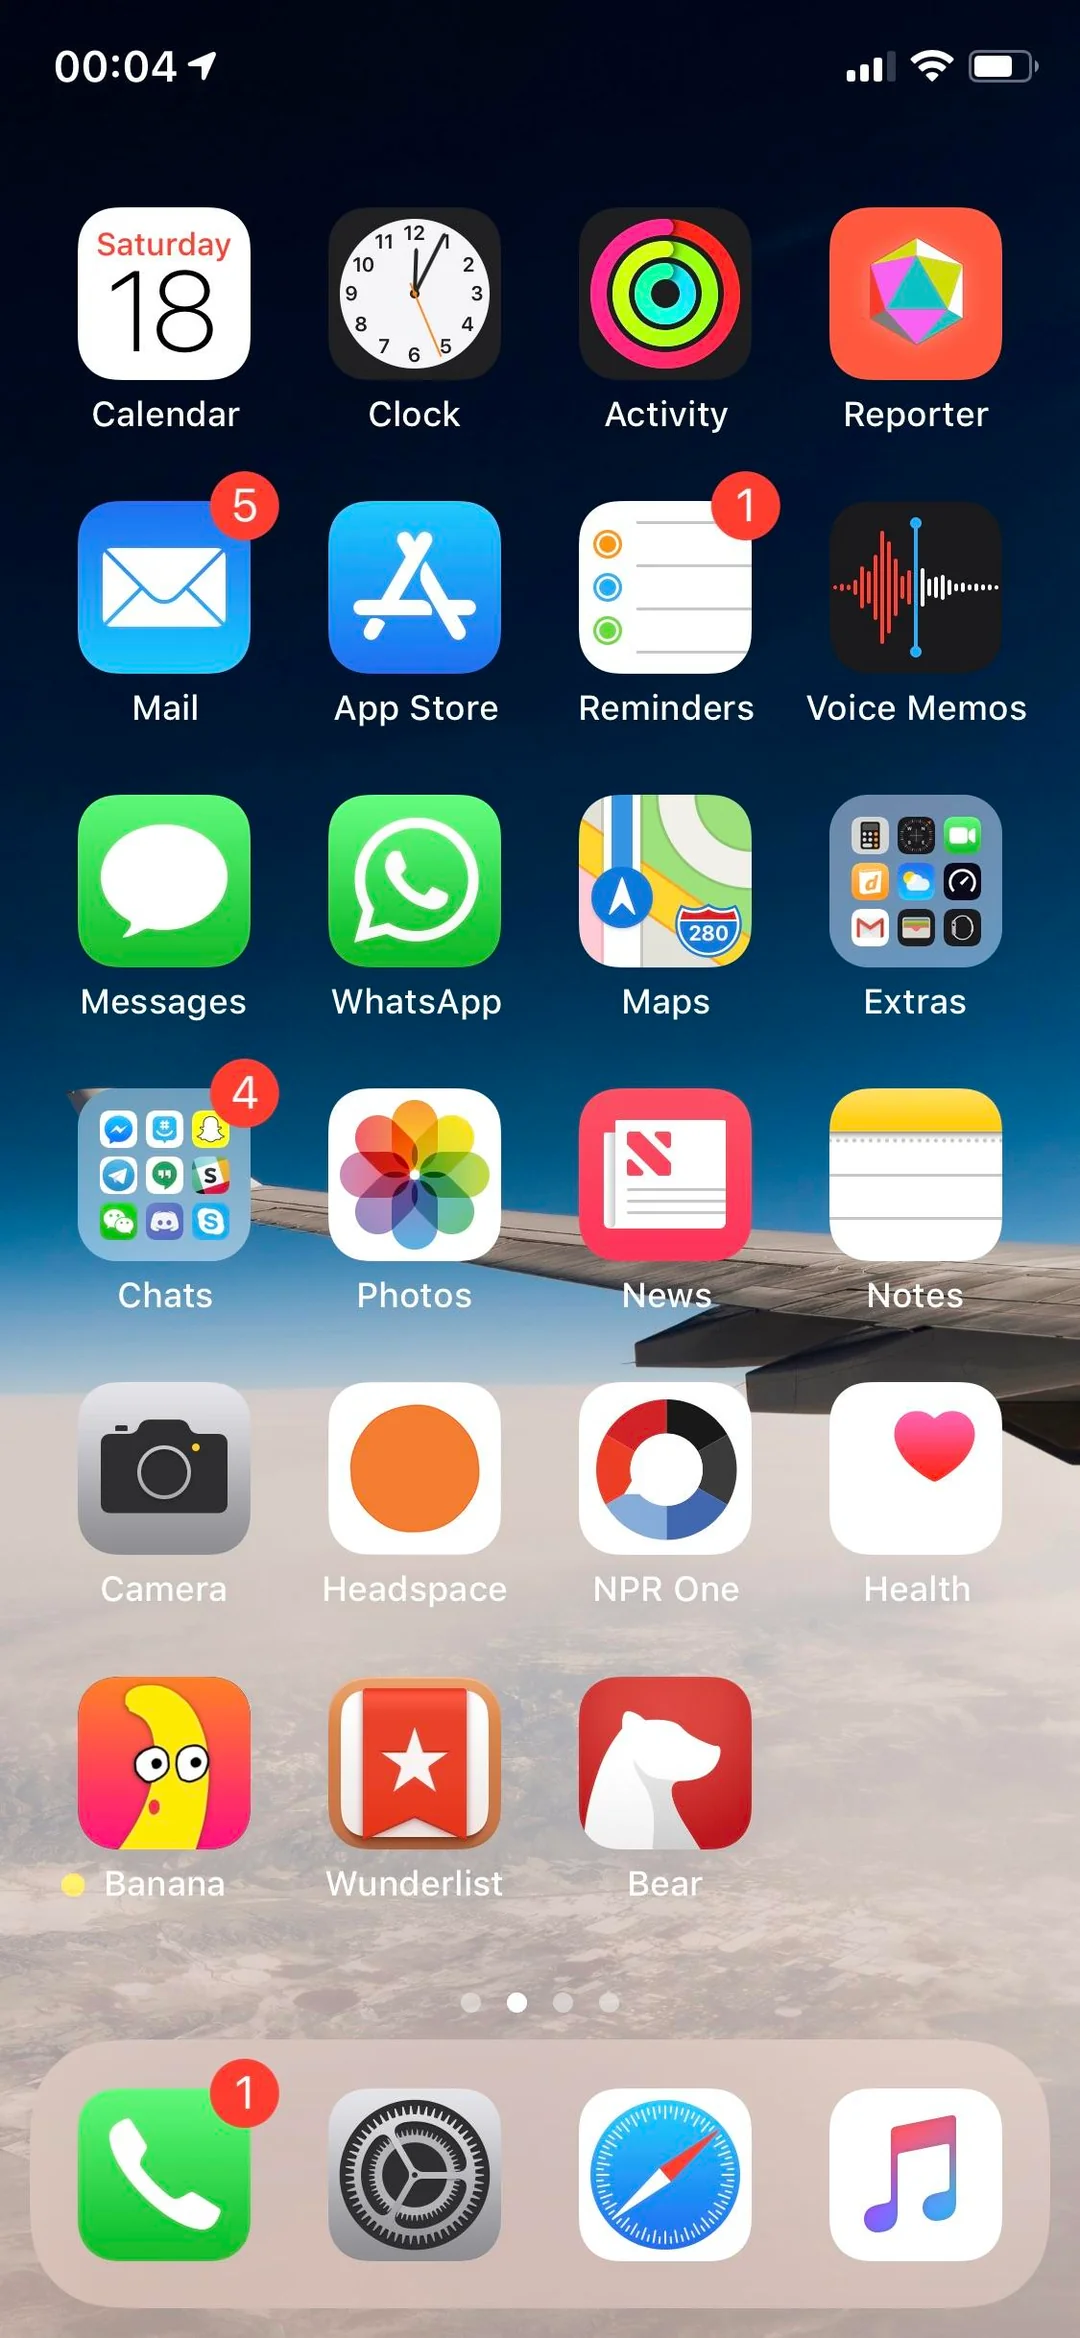 00:04
Saturday
18
12
11 1
10 2
9 3
8 4
7 5
6
Calendar Clock Activity Reporter
5 1
Mail App Store Reminders Voice Memos
280
Messages WhatsApp Maps Extras
4
Chats Photos News Notes
Camera Headspace NPR One Health
Banana Wunderlist Bear
1